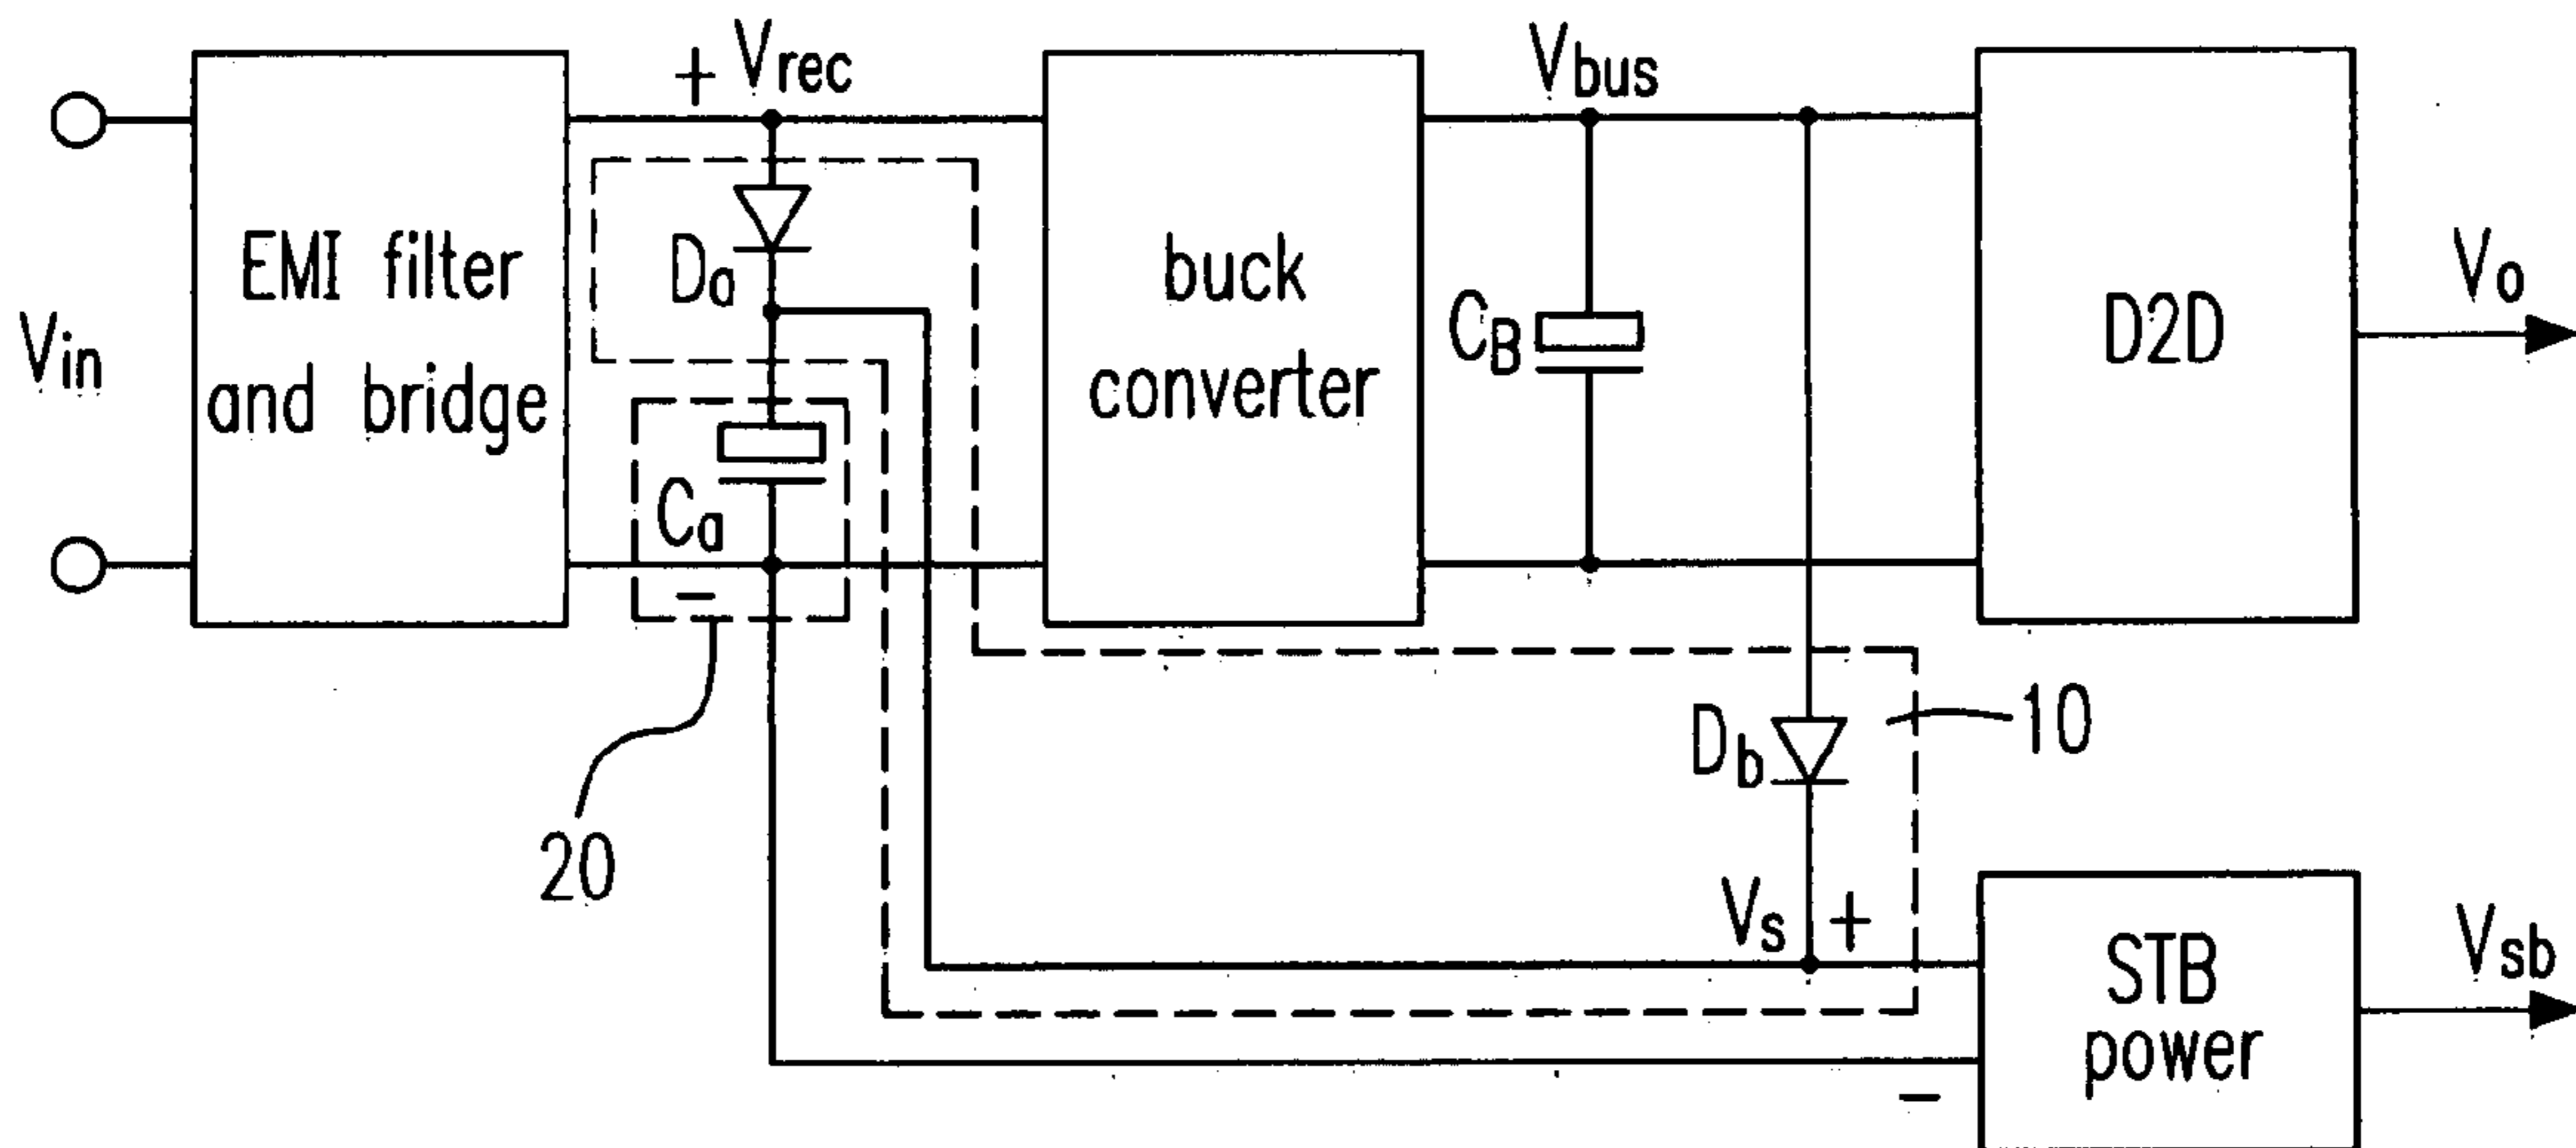 + Vrec
Vbus
EMI filter
and bridge
Vin
Da
buck
converter
CB
D2D
Vo
Ca
-
20
Db
10
Vs +
STB
power
Vsb
-